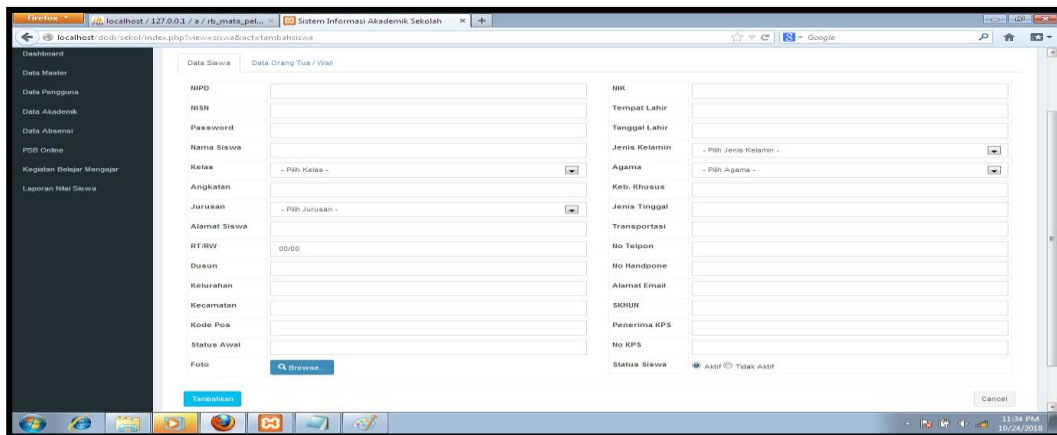 Firefox
localhost / 127.0.0.1 / a / rb_mata_pel...
Sistem Informasi Akademik Sekolah
localhost/dodi/sekol/index.php?view=siswa&act=tambahsiswa
Google
Dashboard
Data Master
Data Pengguna
Data Akademik
Data Absensi
PSB Online
Kegiatan Belajar Mengajar
Laporan Nilai Siswa
Data Siswa Data Orang Tua / Wali
NIPD
NISN
Password
Nama Siswa
Kelas - Pilih Kelas -
Angkatan
Jurusan - Pilih Jurusan -
Alamat Siswa
RT/RW 00/00
Dusun
Kelurahan
Kecamatan
Kode Pos
Status Awal
Foto Browse...
NIK
Tempat Lahir
Tanggal Lahir
Jenis Kelamin - Pilih Jenis Kelamin -
Agama - Pilih Agama -
Keb. Khusus
Jenis Tinggal
Transportasi
No Telpon
No Handpone
Alamat Email
SKHUN
Penerima KPS
No KPS
Status Siswa Aktif Tidak Aktif
Tambahkan
Cancel
11:34 PM
10/24/2018